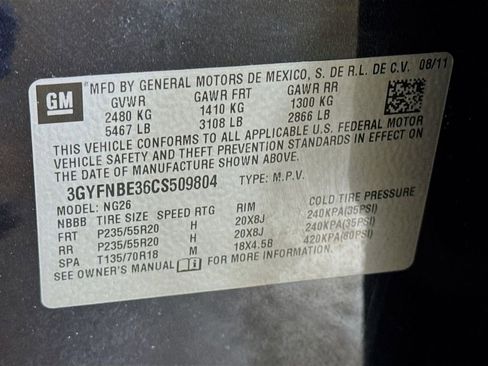 GM
MFD BY GENERAL MOTORS DE MEXICO, S. DE R.L. DE C.V. 08/11
GVWR GAWR FRT GAWR RR
2480 KG 1410 KG 1300 KG
5467 LB 3108 LB 2866 LB
THIS VEHICLE CONFORMS TO ALL APPLICABLE U.S. FEDERAL MOTOR
VEHICLE SAFETY AND THEFT PREVENTION STANDARDS IN EFFECT ON
THE DATE OF MANUFACTURE SHOWN ABOVE.
3GYFNBE36CS509804 TYPE: M.P.V.
MODEL: NG26
NBBB TIRE SIZE SPEED RTG RIM COLD TIRE PRESSURE
FRT P235/55R20 H 20X8J 240KPA(35PSI)
RR P235/55R20 H 20X8J 240KPA(35PSI)
SPA T135/70R18 M 18X4.5B 420KPA(60PSI)
SEE OWNER'S MANUAL FOR MORE INFORMATION.